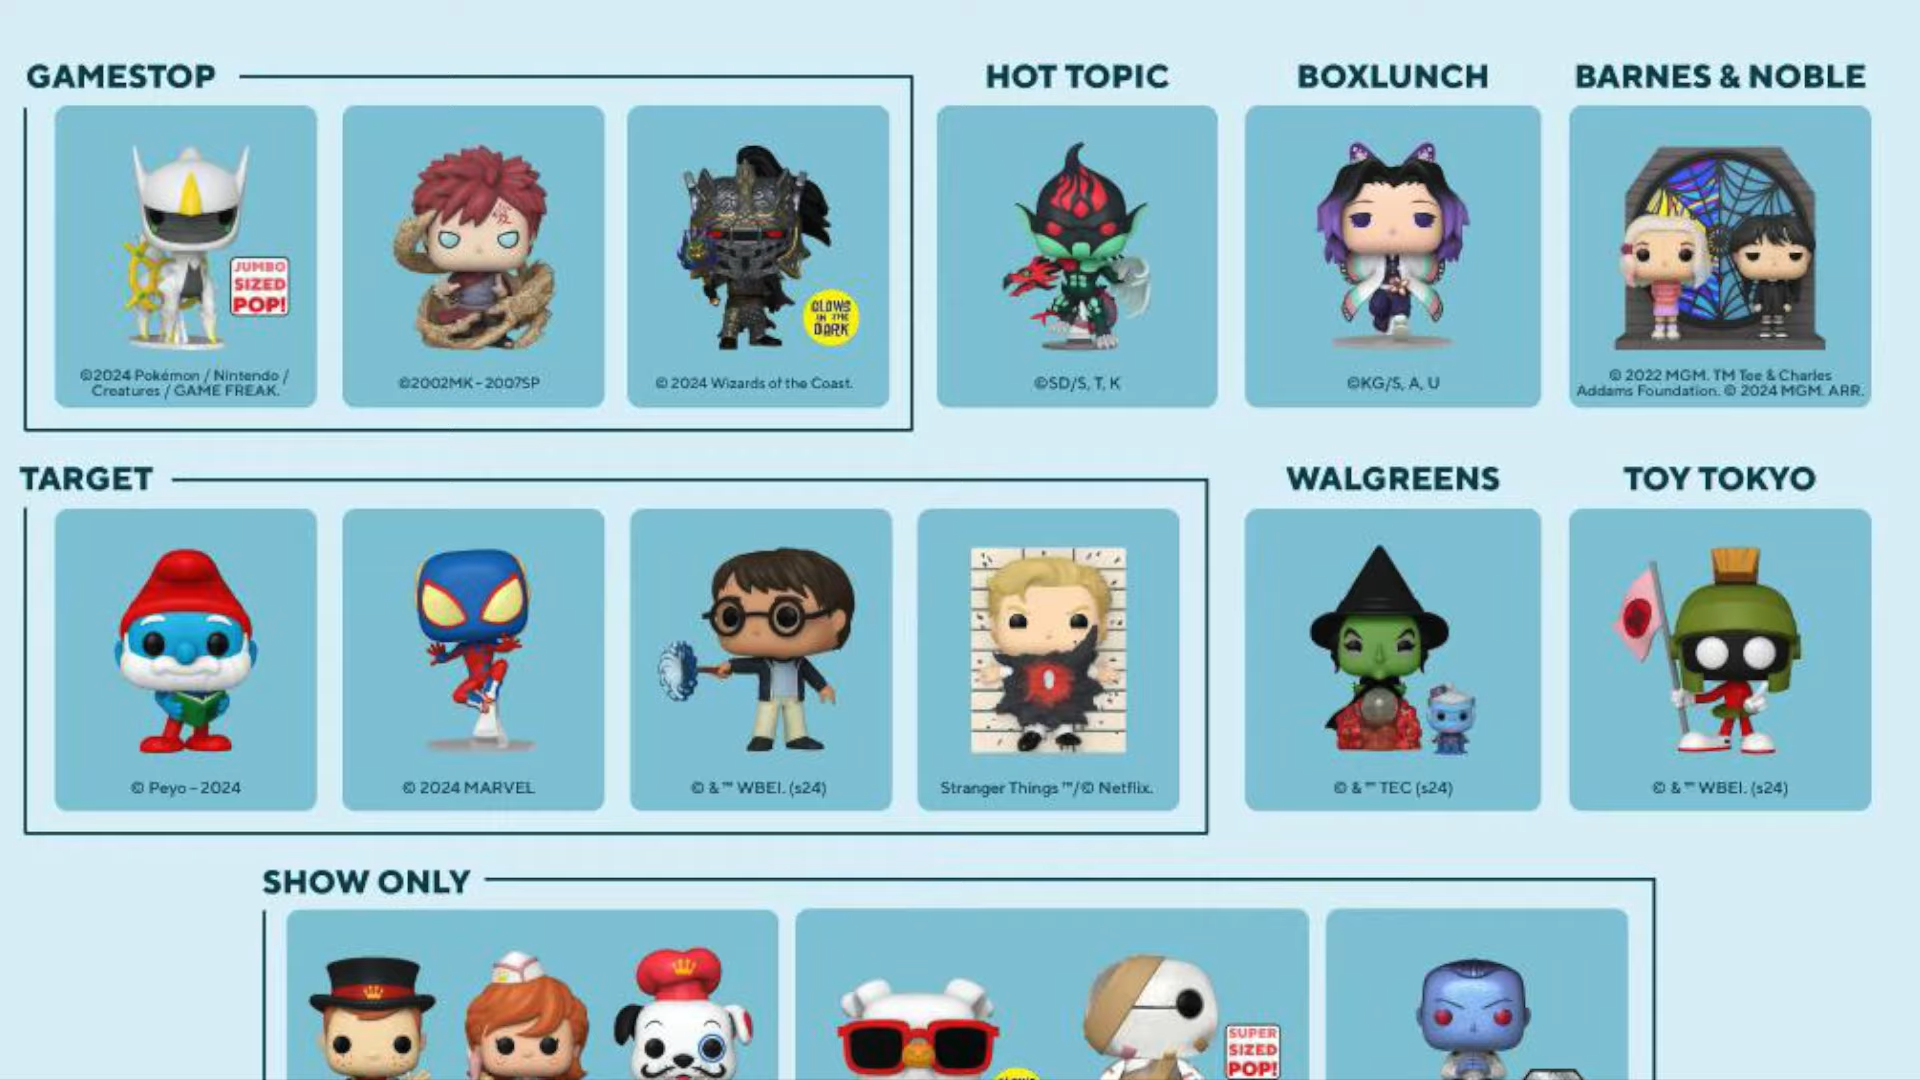 GAMESTOP
HOT TOPIC
BOXLUNCH
BARNES & NOBLE
JUMBO
SIZED
POP!
©2024 Pokémon / Nintendo /
Creatures / GAME FREAK.
愛
©2002MK - 2007SP
GLOWS
IN THE
DARK
© 2024 Wizards of the Coast.
©SD/S, T, K
©KG/S, A, U
© 2022 MGM. TM Tee & Charles
Addams Foundation. © 2024 MGM. ARR.
TARGET
WALGREENS
TOY TOKYO
© Peyo - 2024
© 2024 MARVEL
© & ™ WBEI. (s24)
Stranger Things ™/© Netflix.
© & ™ TEC (s24)
© & ™ WBEI. (s24)
SHOW ONLY
SUPER
SIZED
POP!
GLOWS